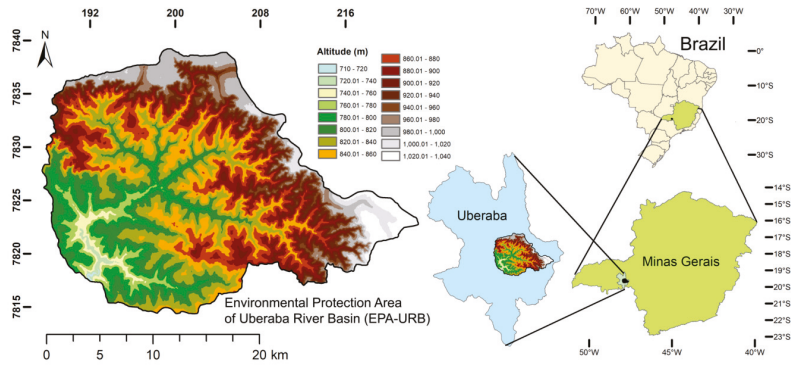 192 200 208 216
N
7840
7835
7830
7825
7820
7815
Altitude (m)
710 - 720
720.01 - 740
740.01 - 760
760.01 - 780
780.01 - 800
800.01 - 820
820.01 - 840
840.01 - 860
860.01 - 880
880.01 - 900
900.01 - 920
920.01 - 940
940.01 - 960
960.01 - 980
980.01 - 1,000
1,000.01 - 1,020
1,020.01 - 1,040
Environmental Protection Area
of Uberaba River Basin (EPA-URB)
0 5 10 20 km
Uberaba
70°W 60°W 50°W 40°W
Brazil
0°
10°S
20°S
30°S
Minas Gerais
14°S
15°S
16°S
17°S
18°S
19°S
20°S
21°S
22°S
23°S
50°W 45°W 40°W